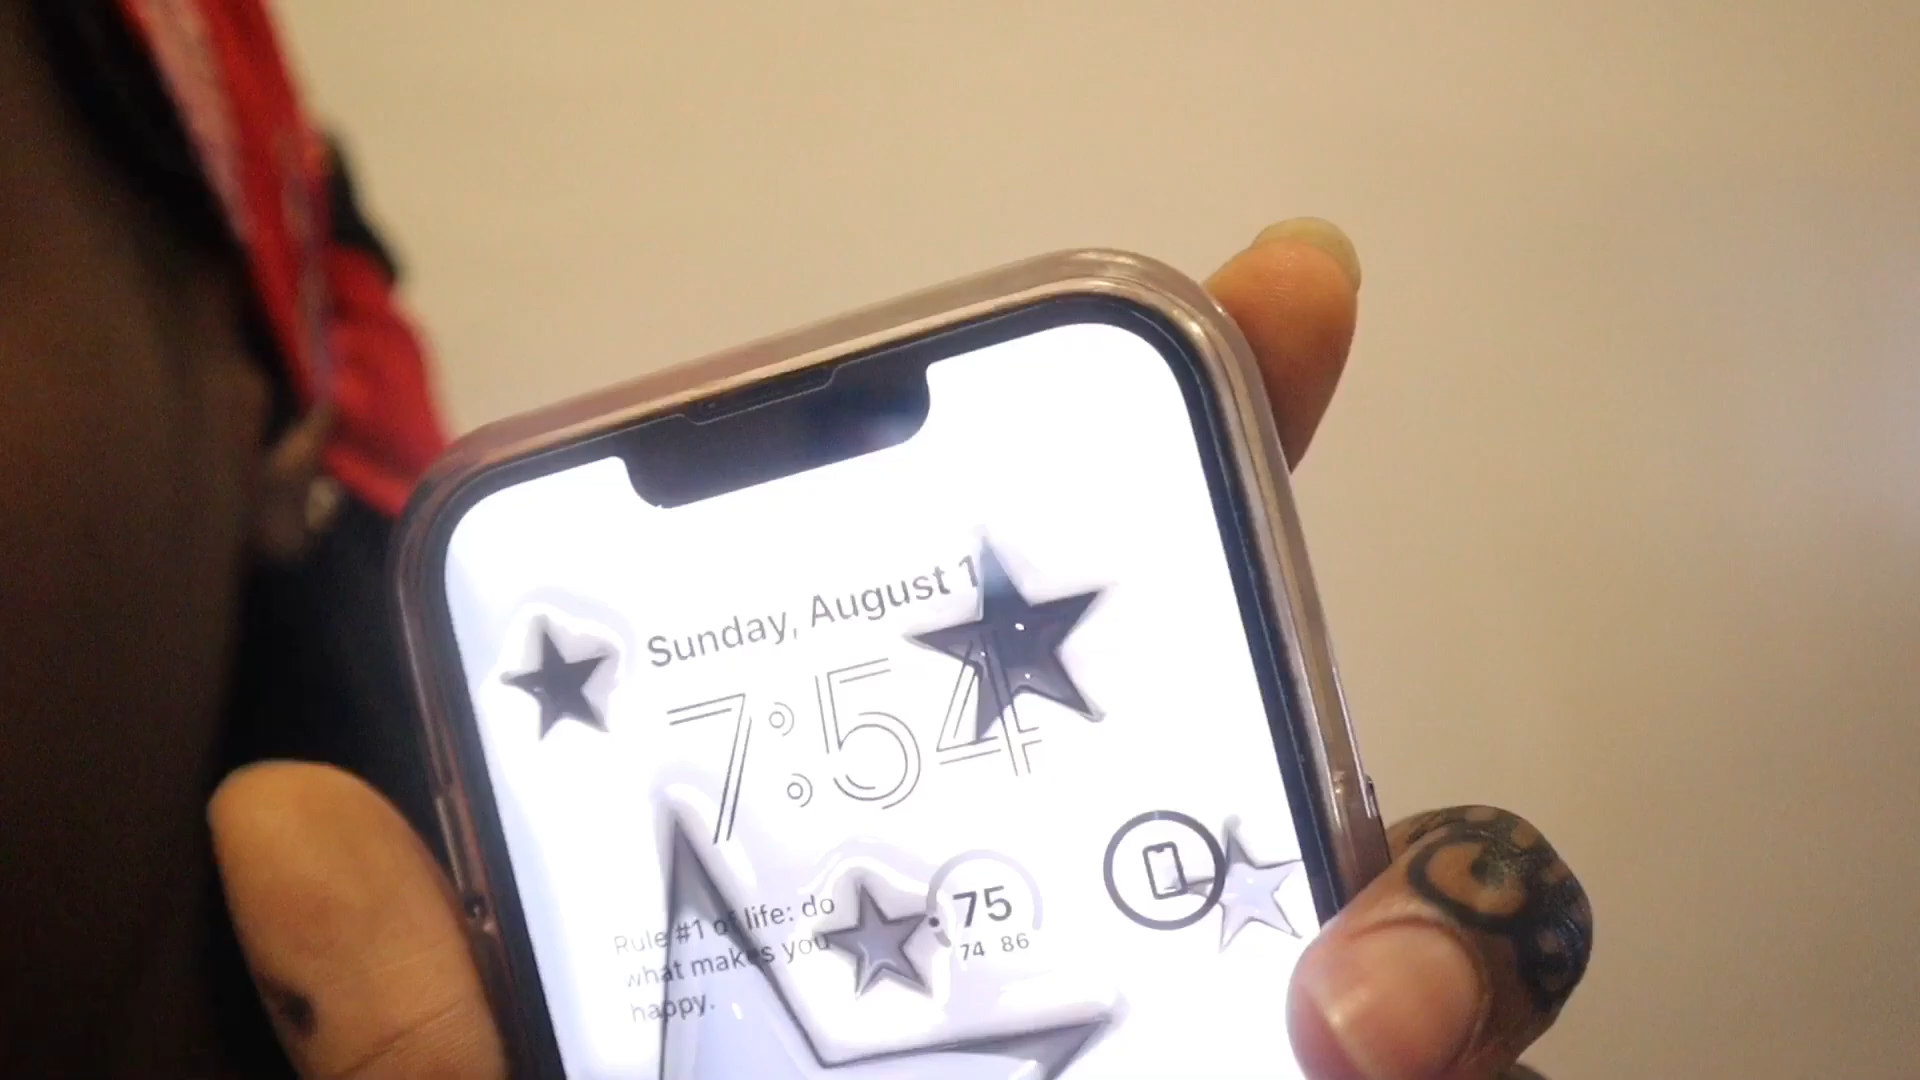 Sunday, August 1
7:54
Rule #1 of life: do
what makes you
happy.
75
74 86